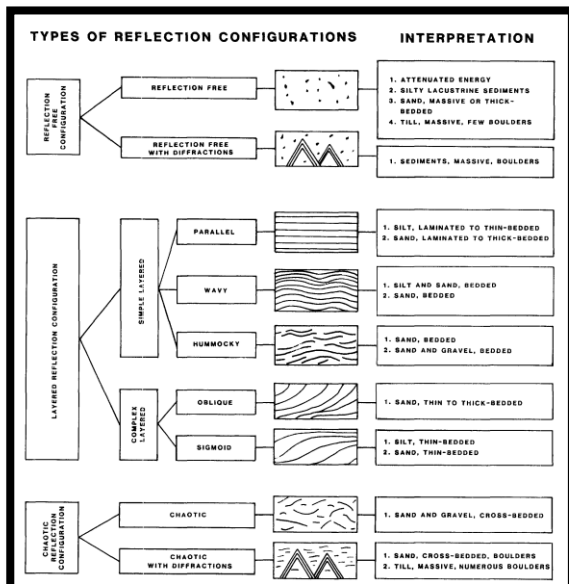 TYPES OF REFLECTION CONFIGURATIONS
INTERPRETATION
REFLECTION
FREE
CONFIGURATION
REFLECTION FREE
1. ATTENUATED ENERGY
2. SILTY LACUSTRINE SEDIMENTS
3. SAND, MASSIVE OR THICK-
BEDDED
4. TILL, MASSIVE, FEW BOULDERS
REFLECTION FREE
WITH DIFFRACTIONS
1. SEDIMENTS, MASSIVE, BOULDERS
LAYERED REFLECTION CONFIGURATION
SIMPLE LAYERED
PARALLEL
1. SILT, LAMINATED TO THIN-BEDDED
2. SAND, LAMINATED TO THICK-BEDDED
WAVY
1. SILT AND SAND, BEDDED
2. SAND, BEDDED
HUMMOCKY
1. SAND, BEDDED
2. SAND AND GRAVEL, BEDDED
COMPLEX
LAYERED
OBLIQUE
1. SAND, THIN TO THICK-BEDDED
SIGMOID
1. SILT, THIN-BEDDED
2. SAND, THIN-BEDDED
CHAOTIC
REFLECTION
CONFIGURATION
CHAOTIC
1. SAND AND GRAVEL, CROSS-BEDDED
CHAOTIC
WITH DIFFRACTIONS
1. SAND, CROSS-BEDDED, BOULDERS
2. TILL, MASSIVE, NUMEROUS BOULDERS